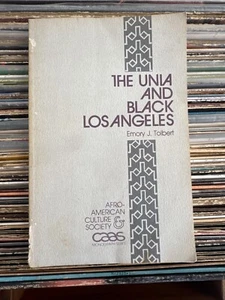 THE UNIA
AND
BLACK
LOS ANGELES
Emory J. Tolbert
AFRO-
AMERICAN
CULTURE &
SOCIETY
caas